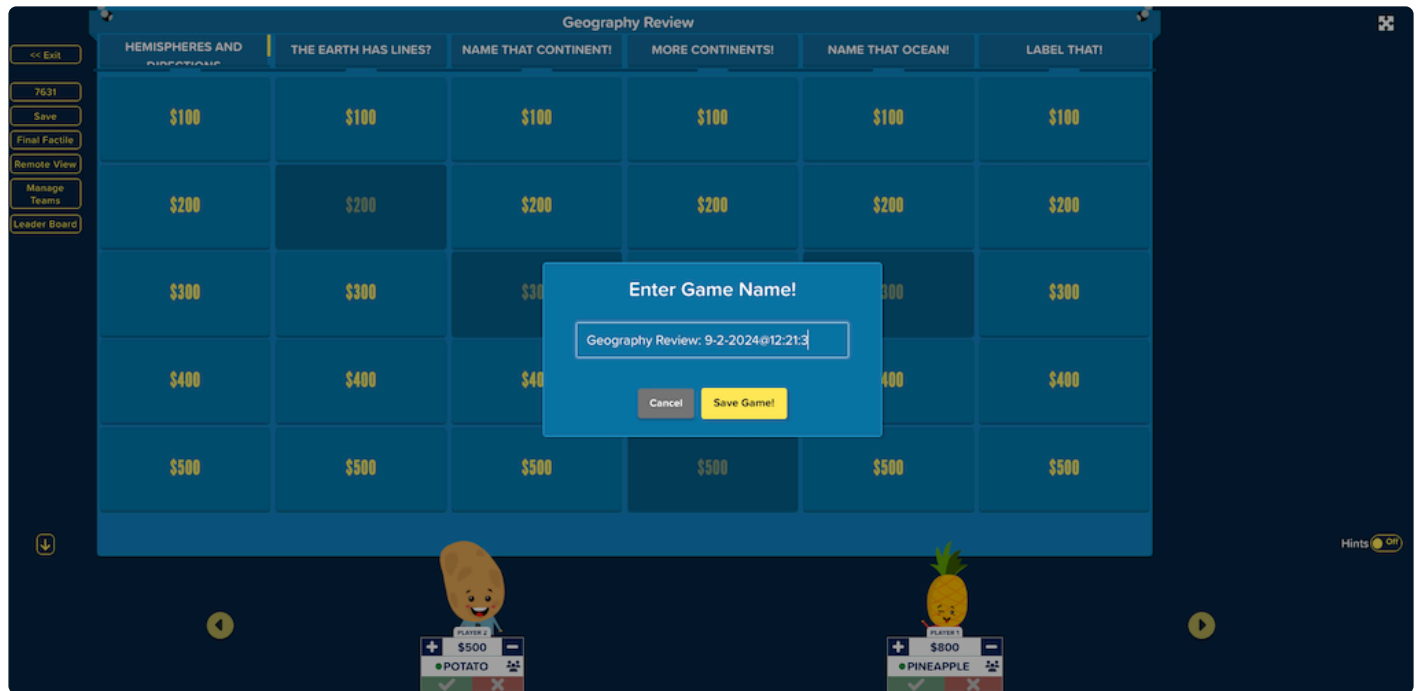 Geography Review
<< Exit
HEMISPHERES AND
DIRECTIONS
THE EARTH HAS LINES?
NAME THAT CONTINENT!
MORE CONTINENTS!
NAME THAT OCEAN!
LABEL THAT!
7631
Save
Final Factile
Remote View
Manage
Teams
Leader Board
$100 $100 $100 $100 $100 $100
$200 $200 $200 $200 $200 $200
$300 $300 $30 300 $300
$400 $400 $40 400 $400
$500 $500 $500 $500 $500 $500
Enter Game Name!
Geography Review: 9-2-2024@12:21:3
Cancel
Save Game!
Hints Off
PLAYER 2
+ $500 −
POTATO
PLAYER 1
+ $800 −
PINEAPPLE